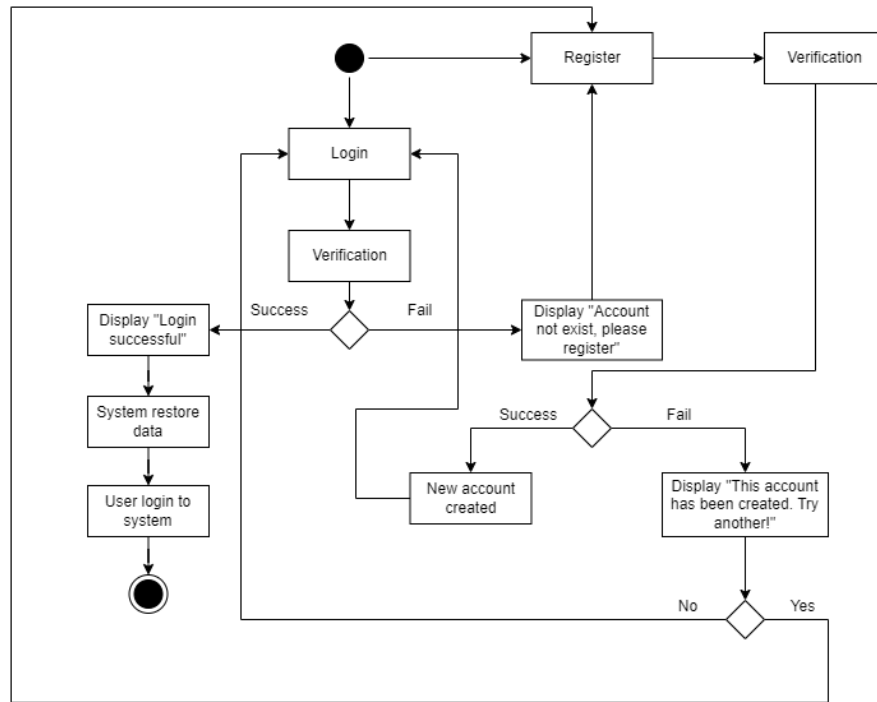 Register
Verification
Login
Verification
Success
Fail
Display "Login
successful"
Display "Account
not exist, please
register"
System restore
data
Success
Fail
User login to
system
New account
created
Display "This account
has been created. Try
another!"
No
Yes